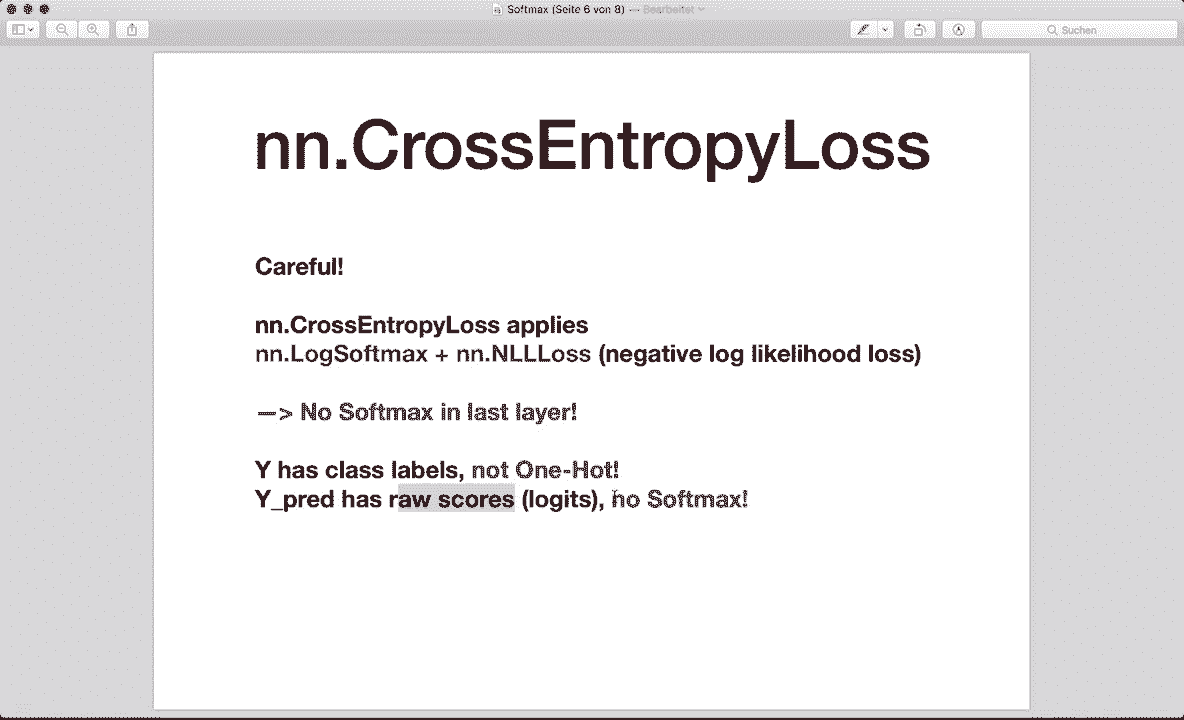 Softmax (Seite 6 von 8) — Bearbeitet
Suchen
nn.CrossEntropyLoss
Careful!
nn.CrossEntropyLoss applies
nn.LogSoftmax + nn.NLLLoss (negative log likelihood loss)
—> No Softmax in last layer!
Y has class labels, not One-Hot!
Y_pred has raw scores (logits), no Softmax!